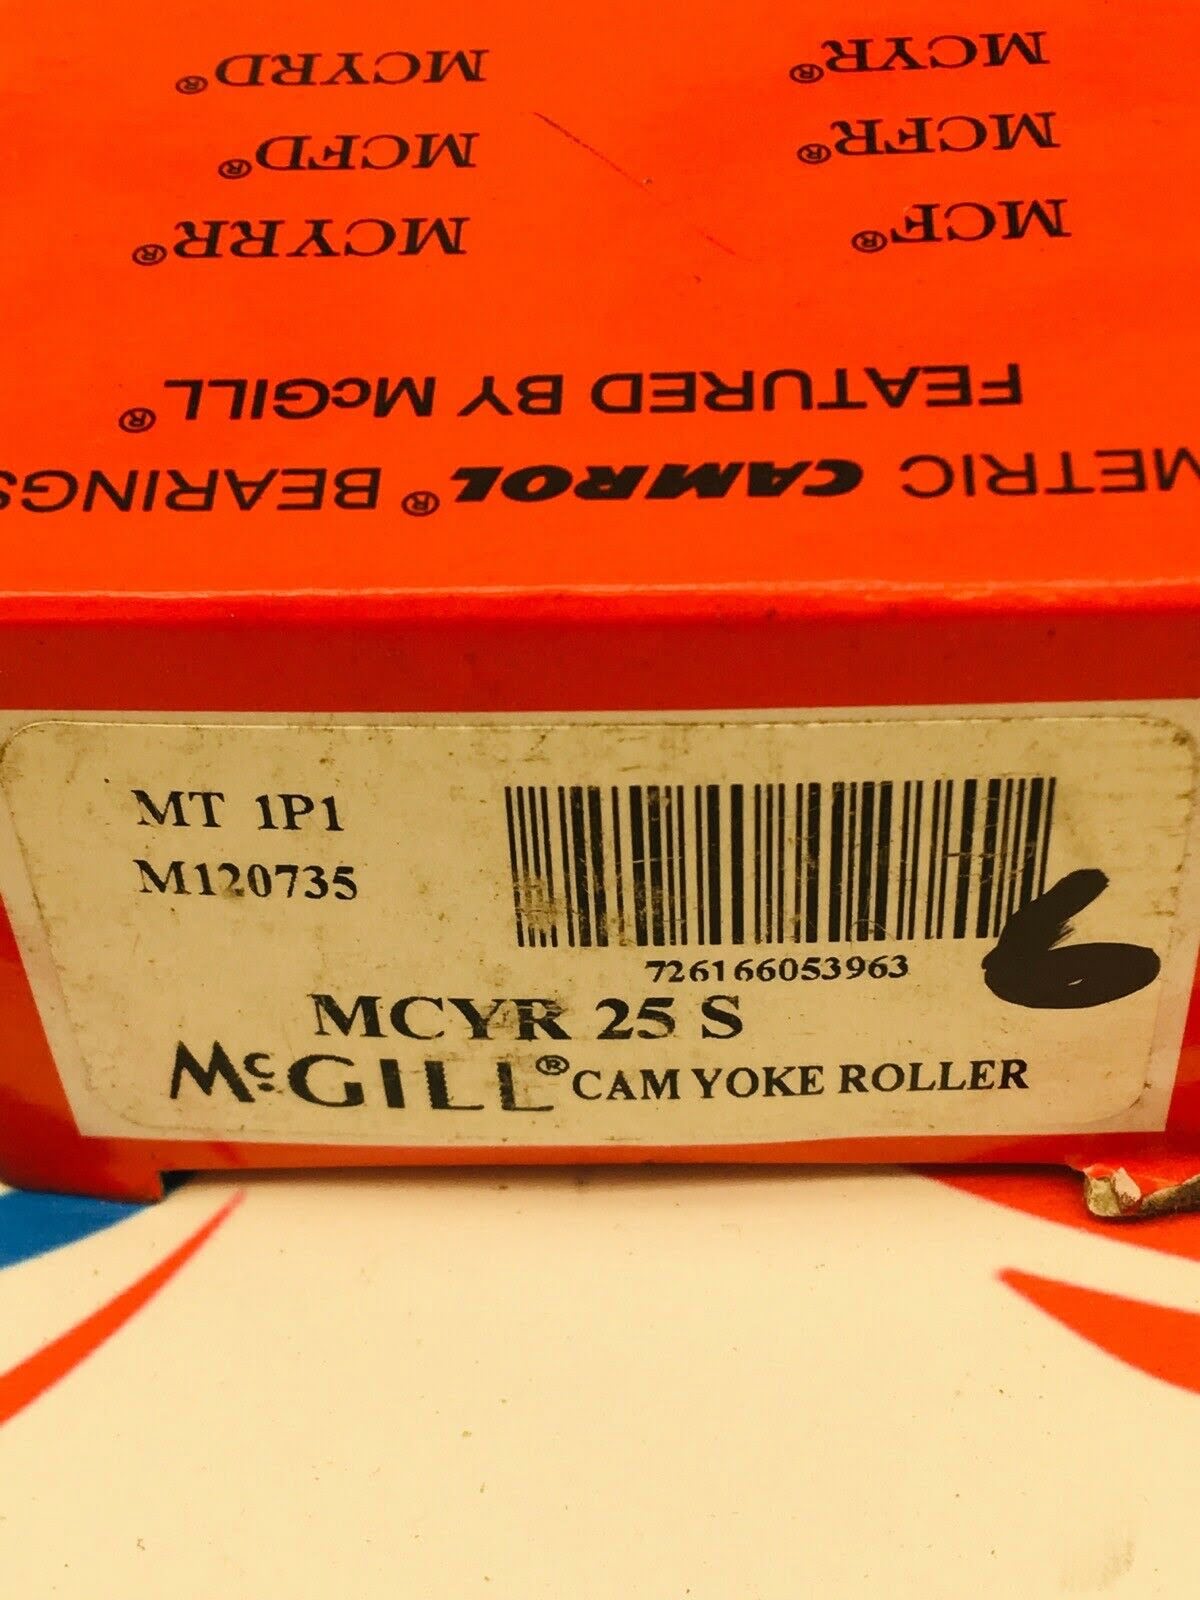 METRIC CAMROL® BEARINGS
FEATURED BY McGILL®
MCF® MCYRR®
MCFR® MCFD®
MCYR® MCYRD®
MT 1P1
M120735
726166053963
6
MCYR 25 S
McGILL® CAM YOKE ROLLER